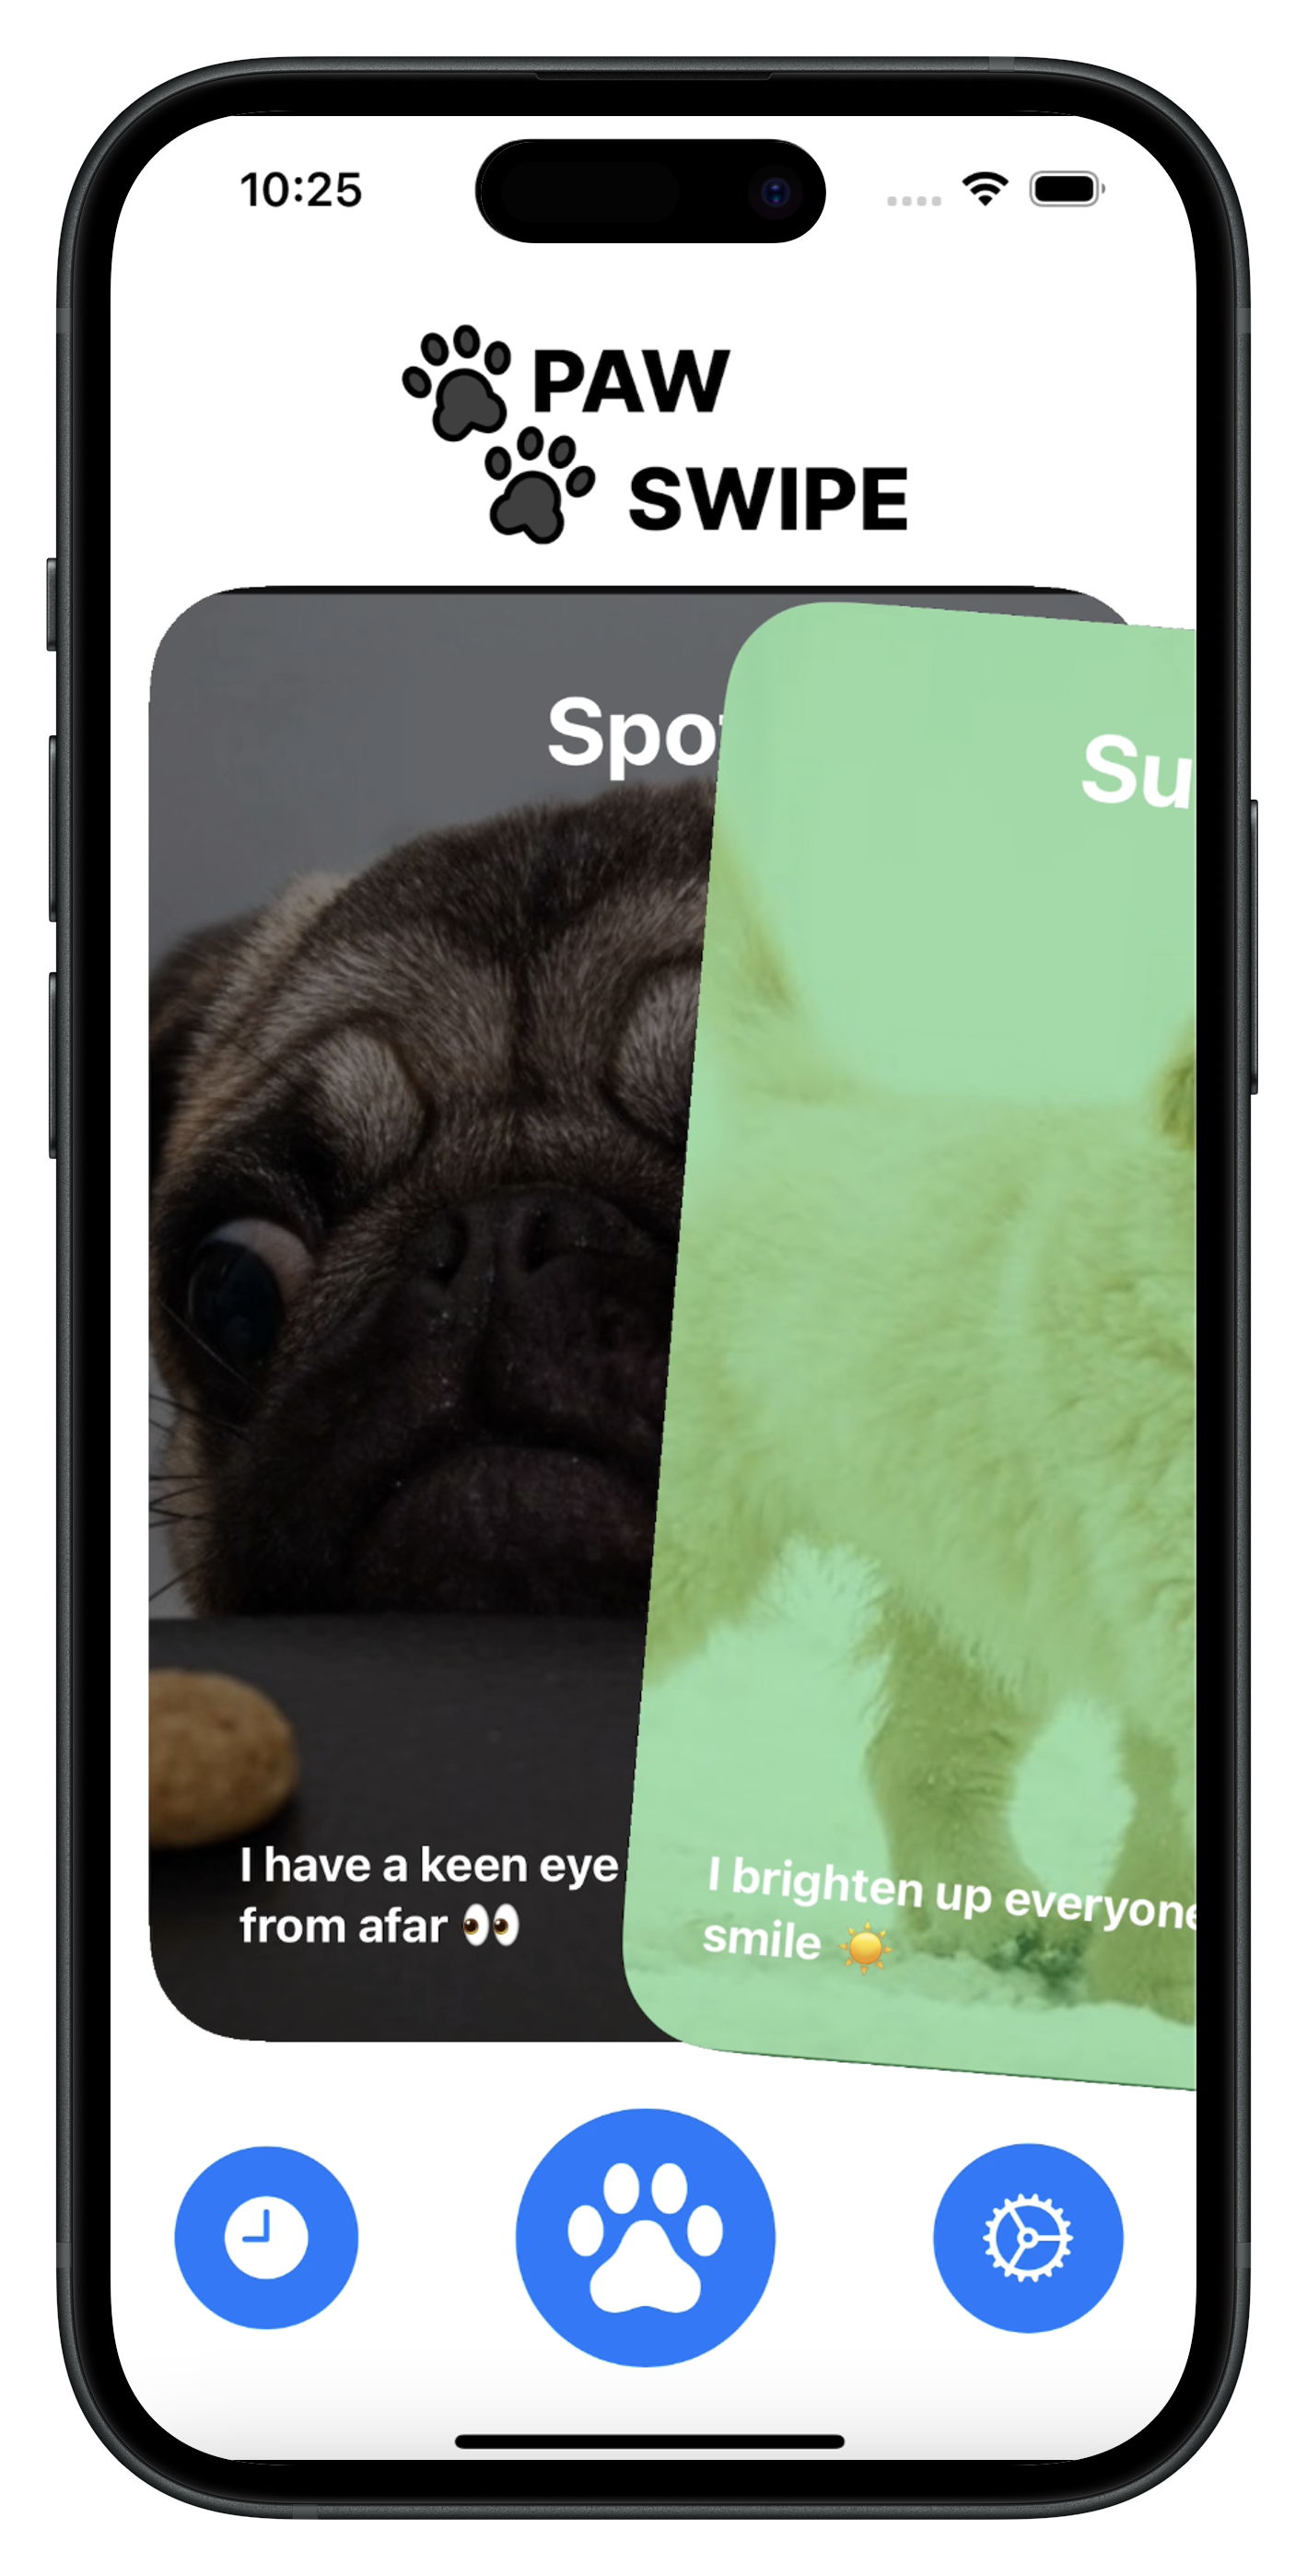 10:25
PAW
SWIPE
Spo
Su
I have a keen eye
from afar 👀
I brighten up everyone
smile ☀️